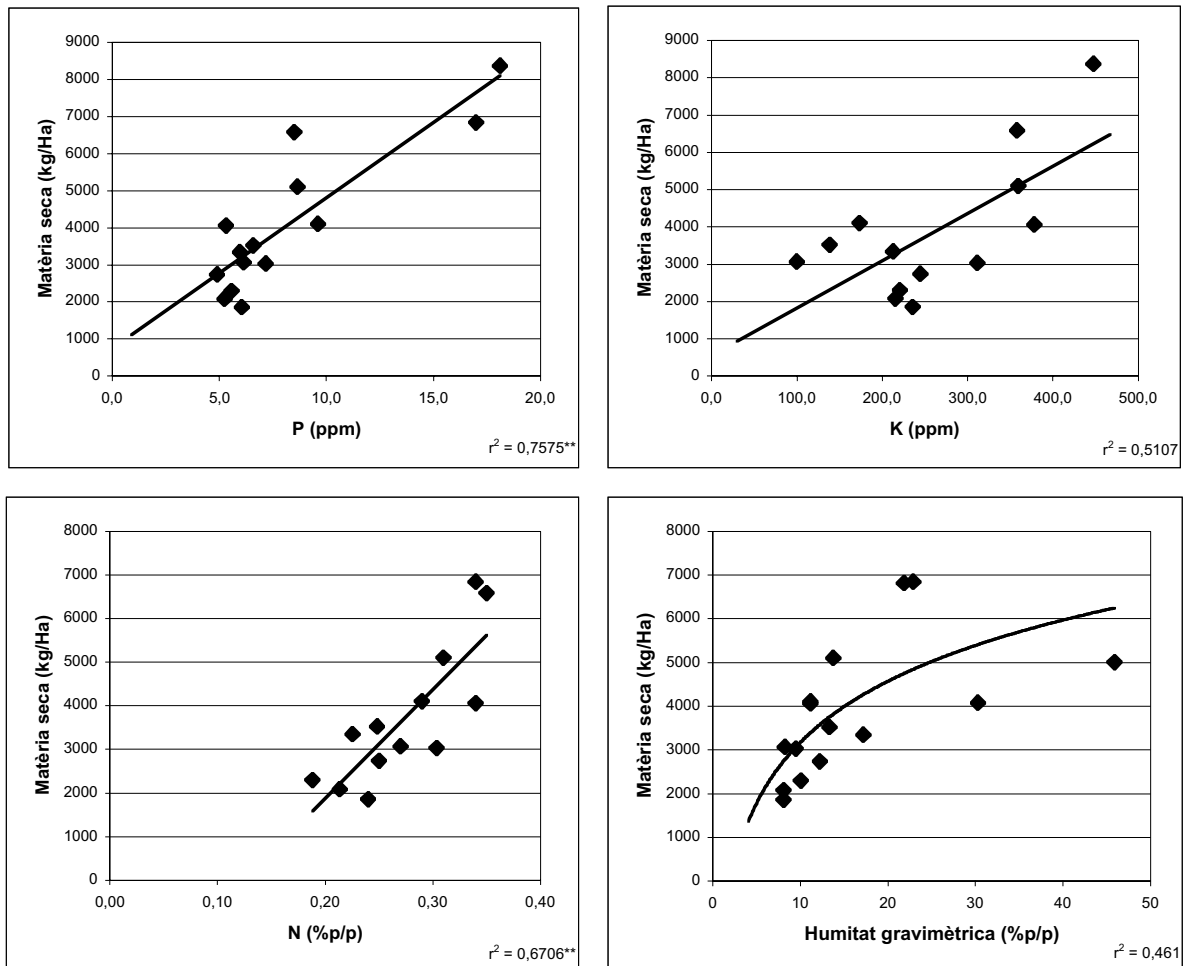 9000
8000
7000
6000
5000
4000
3000
2000
1000
0
Matèria seca (kg/Ha)
0,0 5,0 10,0 15,0 20,0
P (ppm)
r² = 0,7575**
9000
8000
7000
6000
5000
4000
3000
2000
1000
0
Matèria seca (kg/Ha)
0,0 100,0 200,0 300,0 400,0 500,0
K (ppm)
r² = 0,5107
8000
7000
6000
5000
4000
3000
2000
1000
0
Matèria seca (kg/Ha)
0,00 0,10 0,20 0,30 0,40
N (%p/p)
r² = 0,6706**
8000
7000
6000
5000
4000
3000
2000
1000
0
Matèria seca (kg/Ha)
0 10 20 30 40 50
Humitat gravimètrica (%p/p)
r² = 0,461